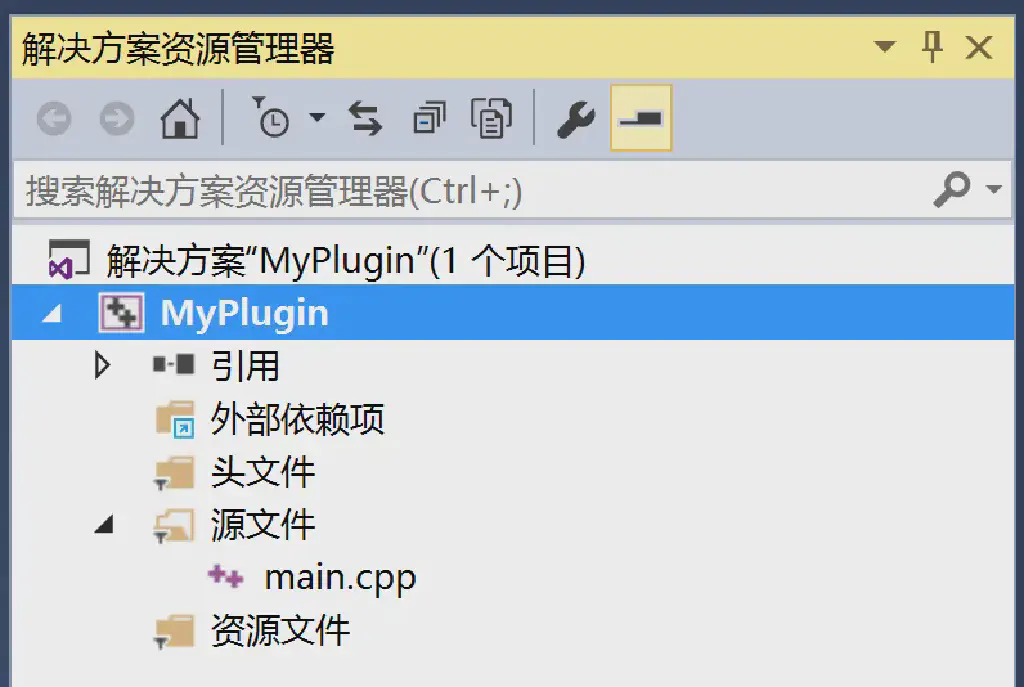 解决方案资源管理器
搜索解决方案资源管理器(Ctrl+;)
解决方案“MyPlugin”(1 个项目)
MyPlugin
引用
外部依赖项
头文件
源文件
main.cpp
资源文件